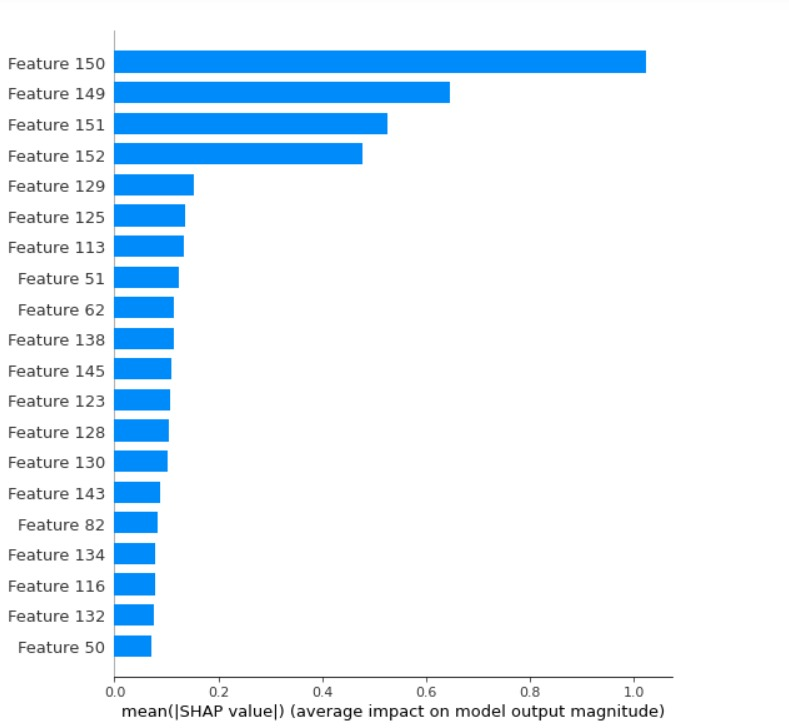 Feature 150
Feature 149
Feature 151
Feature 152
Feature 129
Feature 125
Feature 113
Feature 51
Feature 62
Feature 138
Feature 145
Feature 123
Feature 128
Feature 130
Feature 143
Feature 82
Feature 134
Feature 116
Feature 132
Feature 50
0.0 0.2 0.4 0.6 0.8 1.0
mean(|SHAP value|) (average impact on model output magnitude)